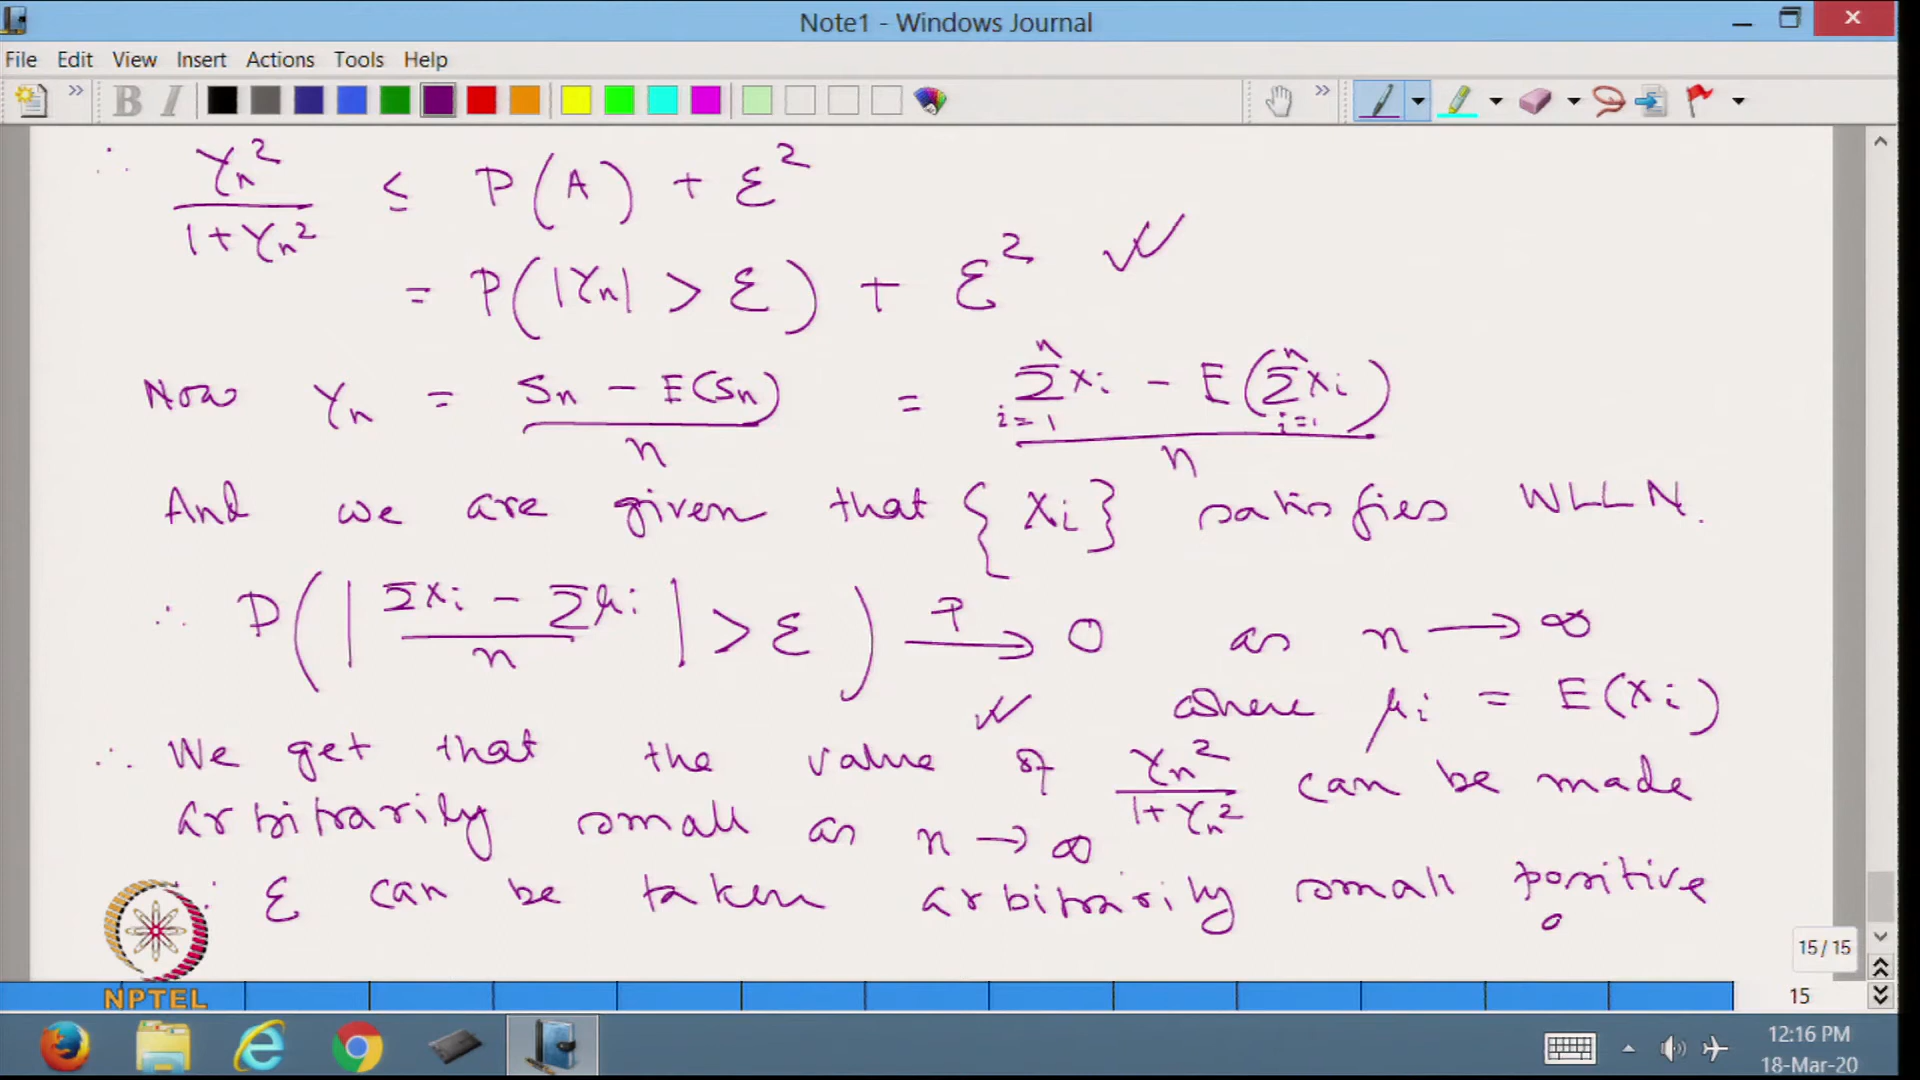 Note1 - Windows Journal
File Edit View Insert Actions Tools Help
B I
∴ Yn² / 1+Yn² ≤ P(A) + ε²
= P(|Yn| > ε) + ε²
Now Yn = Sn - E(Sn) / n = Σ_{i=1}^{n} Xi - E(Σ_{i=1}^{n} Xi) / n
And we are given that {Xi} satisfies WLLN.
∴ P(| ΣXi - Σμi / n | > ε) →^P 0 as n → ∞
where μi = E(Xi)
∴ We get that the value of Yn² / 1+Yn² can be made
arbitrarily small as n → ∞
∵ ε can be taken arbitrarily small positive
15/15
NPTEL
15
12:16 PM
18-Mar-20